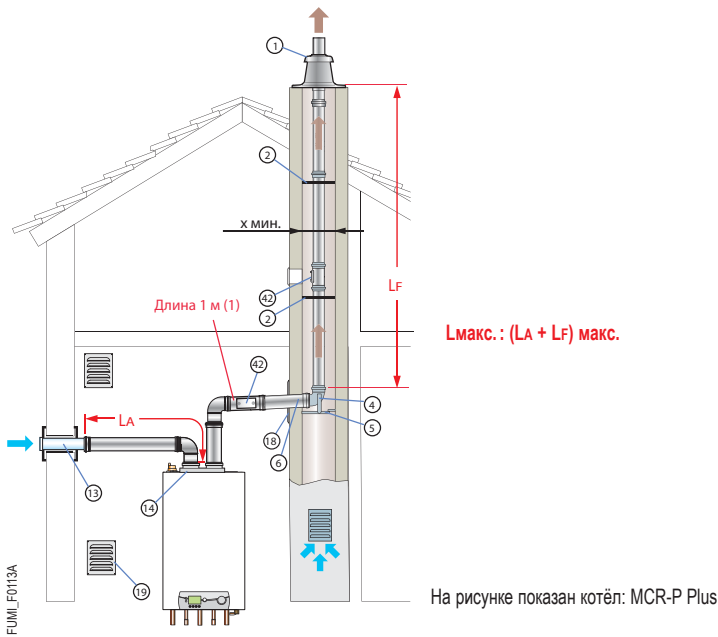 1
2
х мин.
42
LF
Длина 1 м (1)
2
Lмакс. : (LA + LF) макс.
42
4
LA
5
18
6
13
14
19
FUMI_F0113A
На рисунке показан котёл: MCR-P Plus